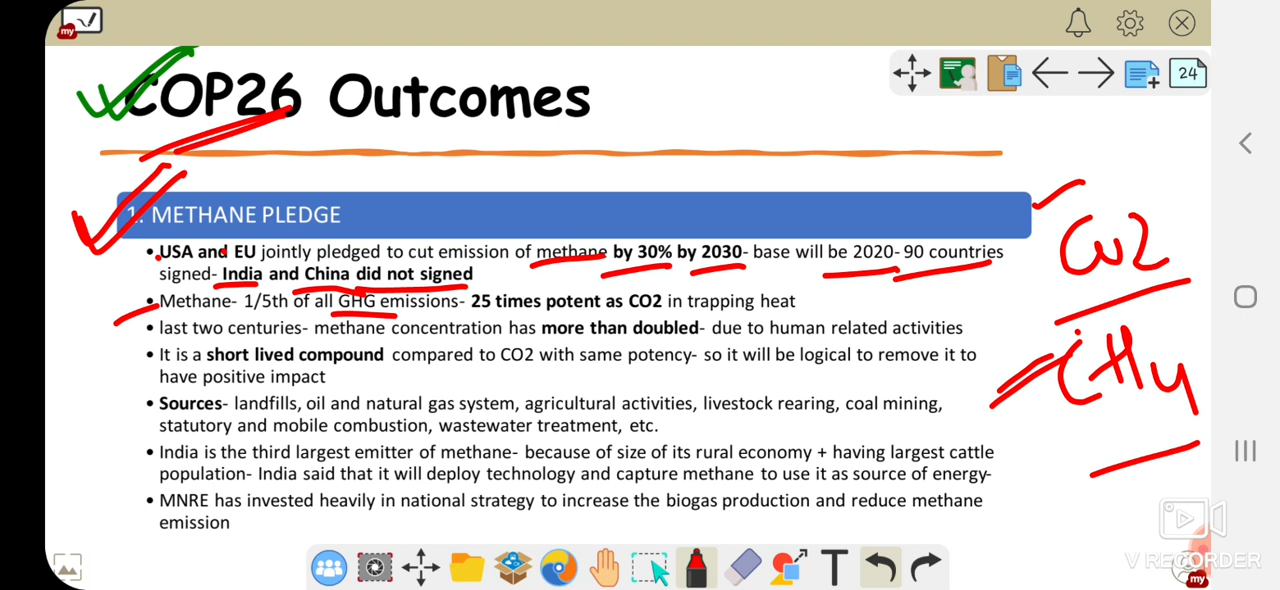 my
24
COP26 Outcomes
1. METHANE PLEDGE
• USA and EU jointly pledged to cut emission of methane by 30% by 2030- base will be 2020- 90 countries
signed- India and China did not signed
• Methane- 1/5th of all GHG emissions- 25 times potent as CO2 in trapping heat
• last two centuries- methane concentration has more than doubled- due to human related activities
• It is a short lived compound compared to CO2 with same potency- so it will be logical to remove it to
have positive impact
• Sources- landfills, oil and natural gas system, agricultural activities, livestock rearing, coal mining,
statutory and mobile combustion, wastewater treatment, etc.
• India is the third largest emitter of methane- because of size of its rural economy + having largest cattle
population- India said that it will deploy technology and capture methane to use it as source of energy-
• MNRE has invested heavily in national strategy to increase the biogas production and reduce methane
emission
CO2
CH4
V RECORDER
T
my